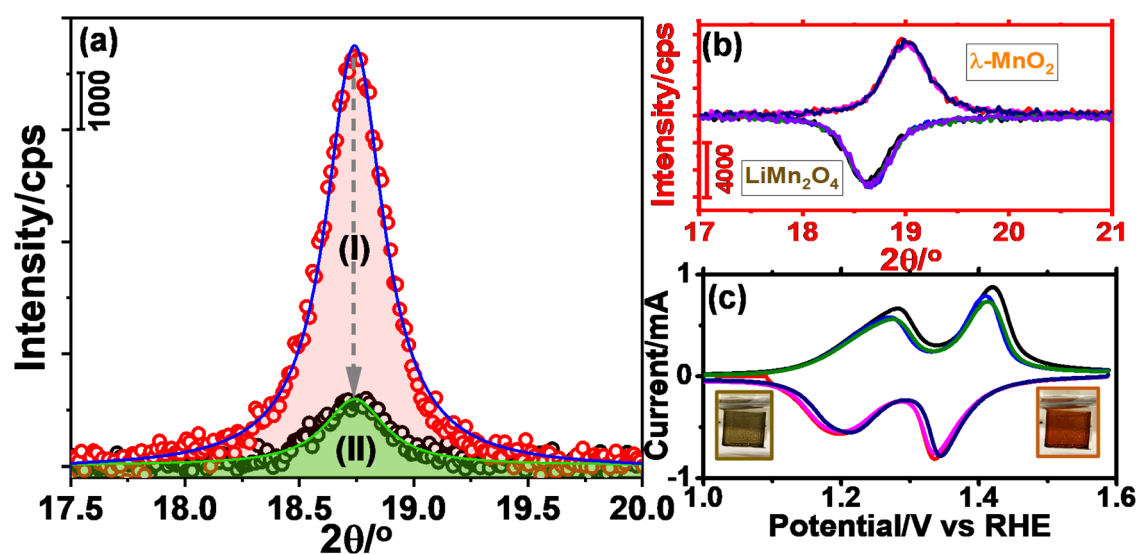 (a)
1000
Intensity/cps
(I)
(II)
17.5 18.0 18.5 19.0 19.5 20.0
2θ/°
(b)
λ-MnO₂
Intensity/cps
4000
LiMn₂O₄
17 18 19 20 21
2θ/°
(c)
1
0
-1
Current/mA
1.0 1.2 1.4 1.6
Potential/V vs RHE